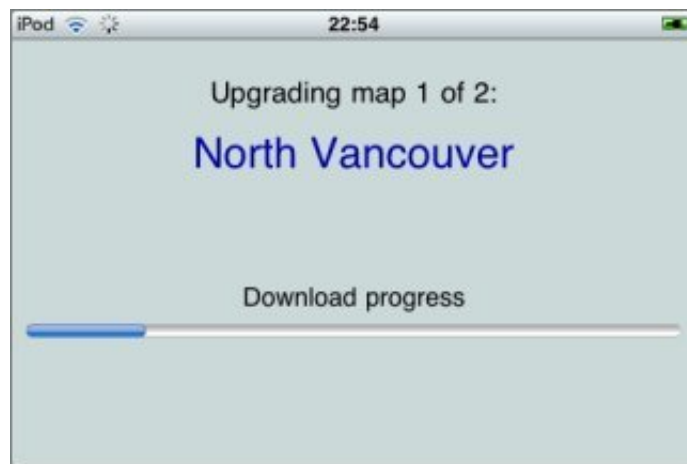 iPod 22:54
Upgrading map 1 of 2:
North Vancouver
Download progress